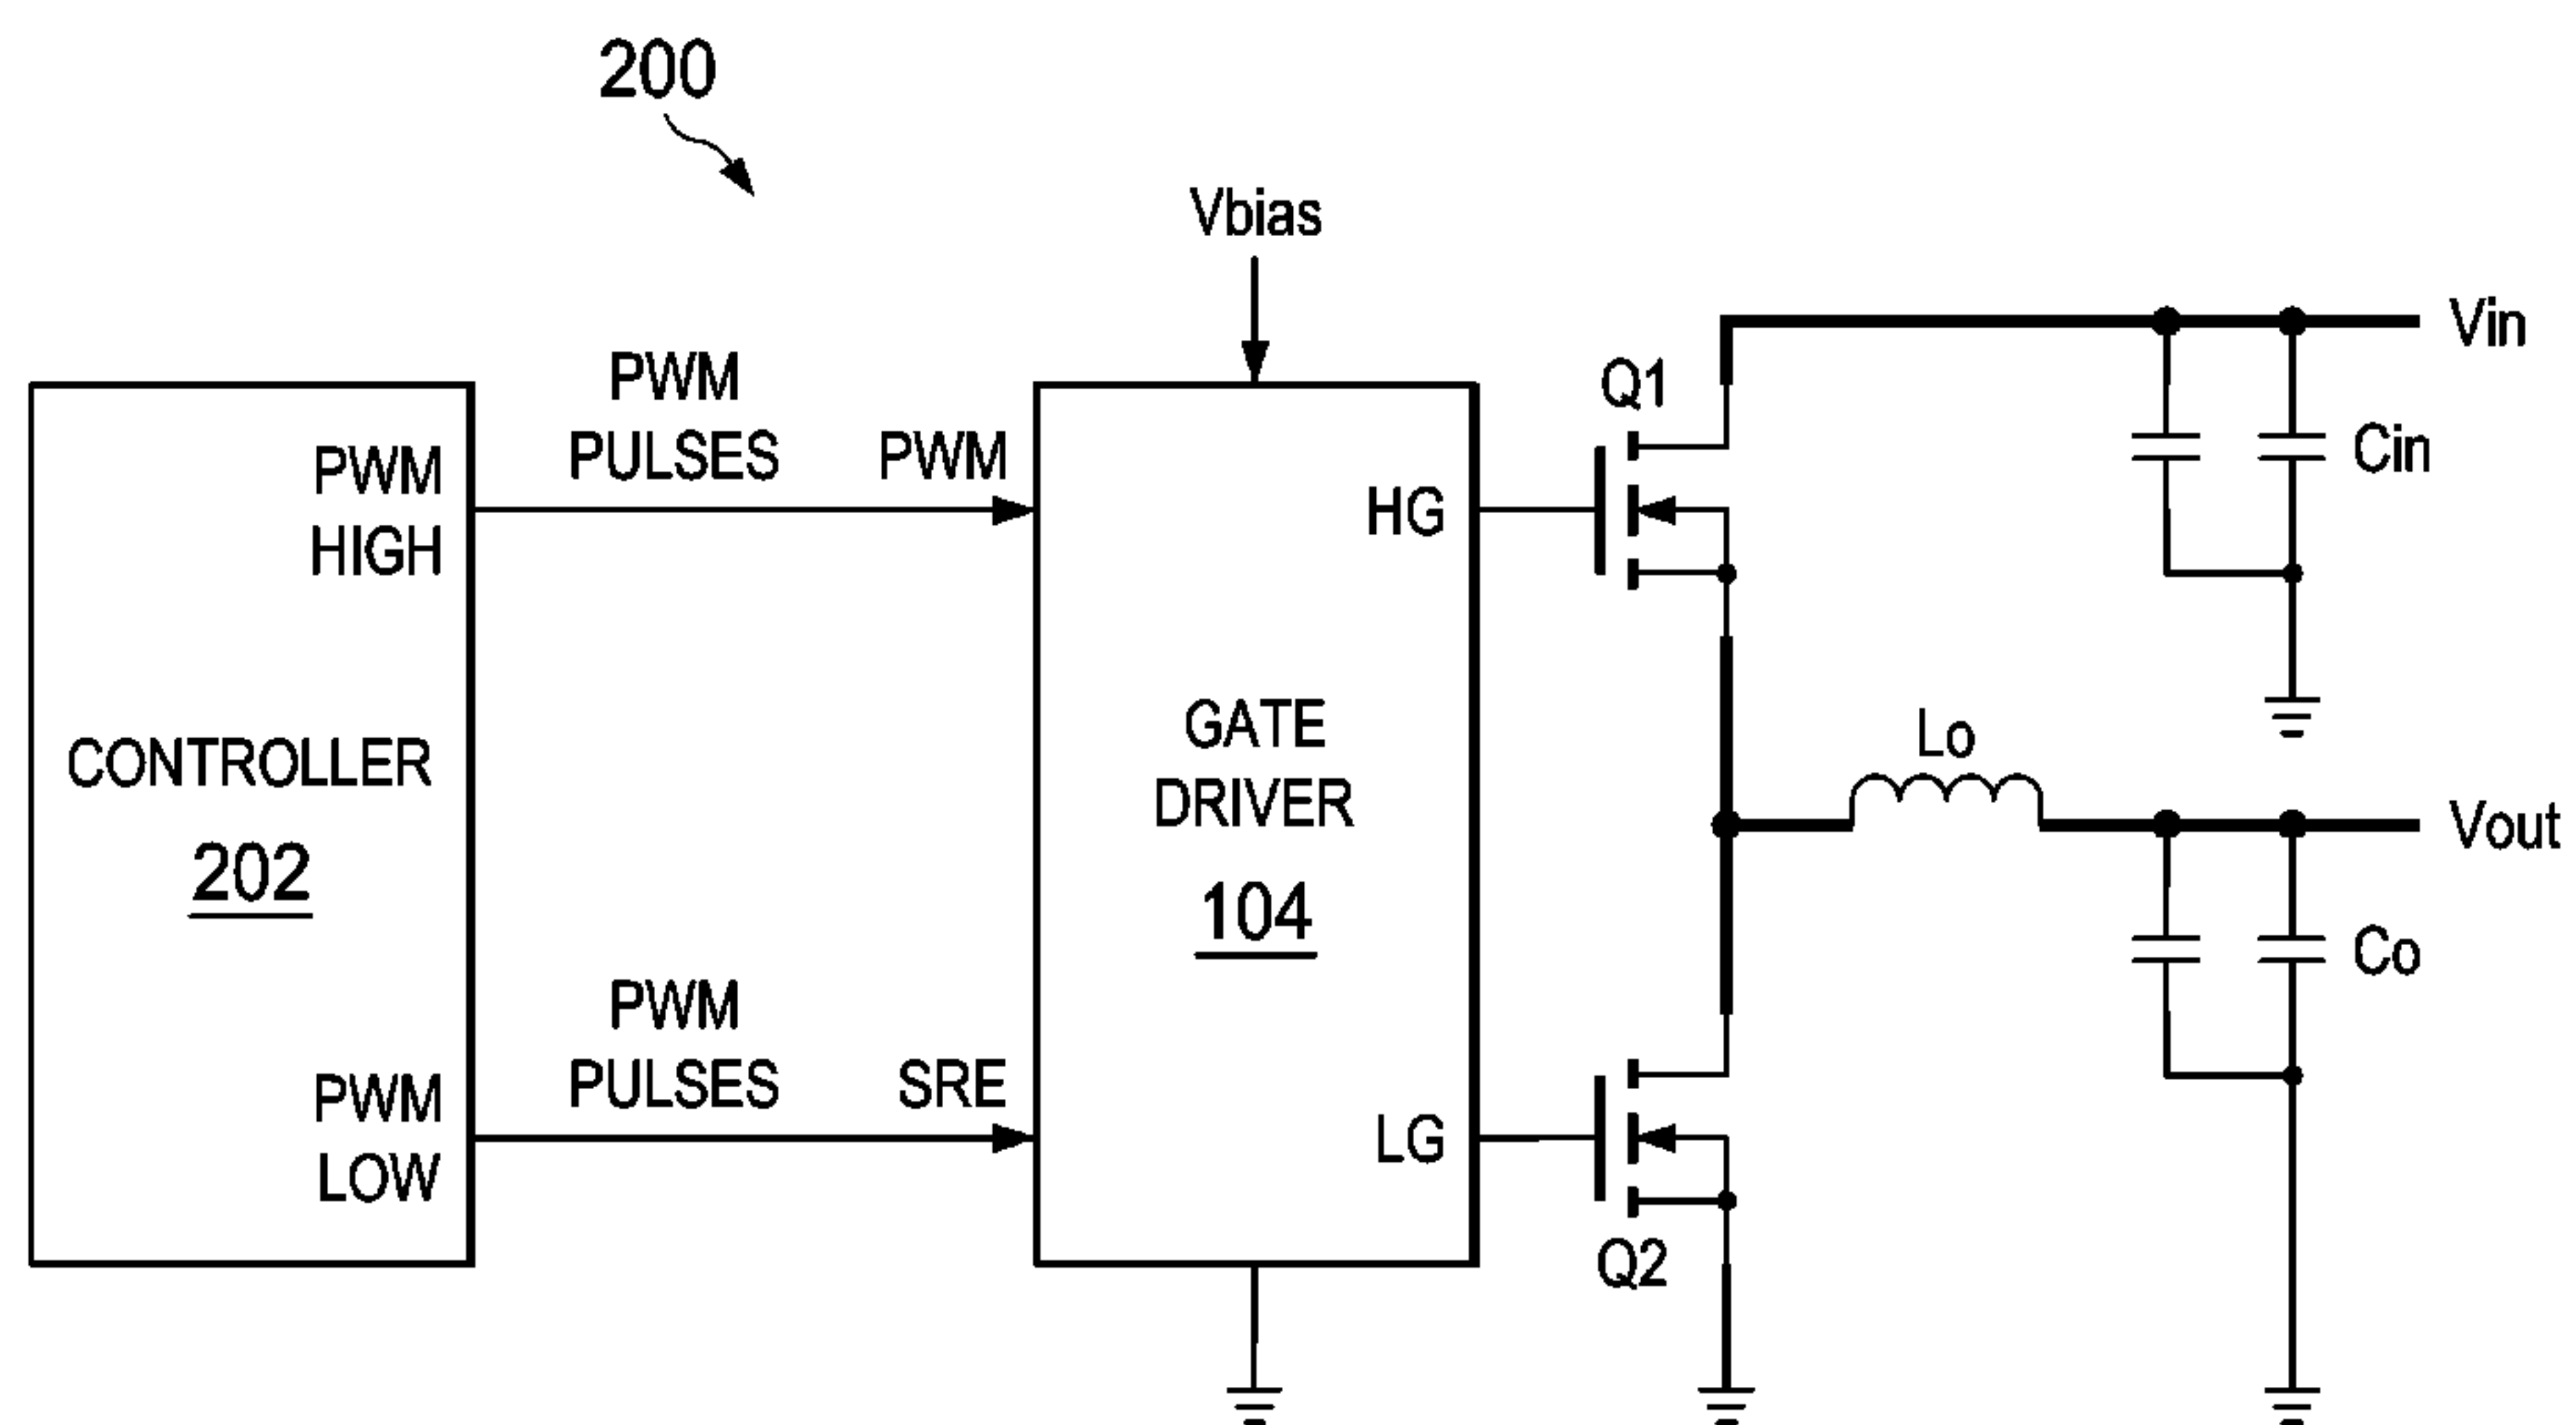 200
Vbias
Vin
PWM
PULSES
PWM
Q1
PWM
HIGH
HG
Cin
CONTROLLER
202
GATE
DRIVER
104
Lo
Vout
Co
PWM
PULSES
SRE
PWM
LOW
LG
Q2